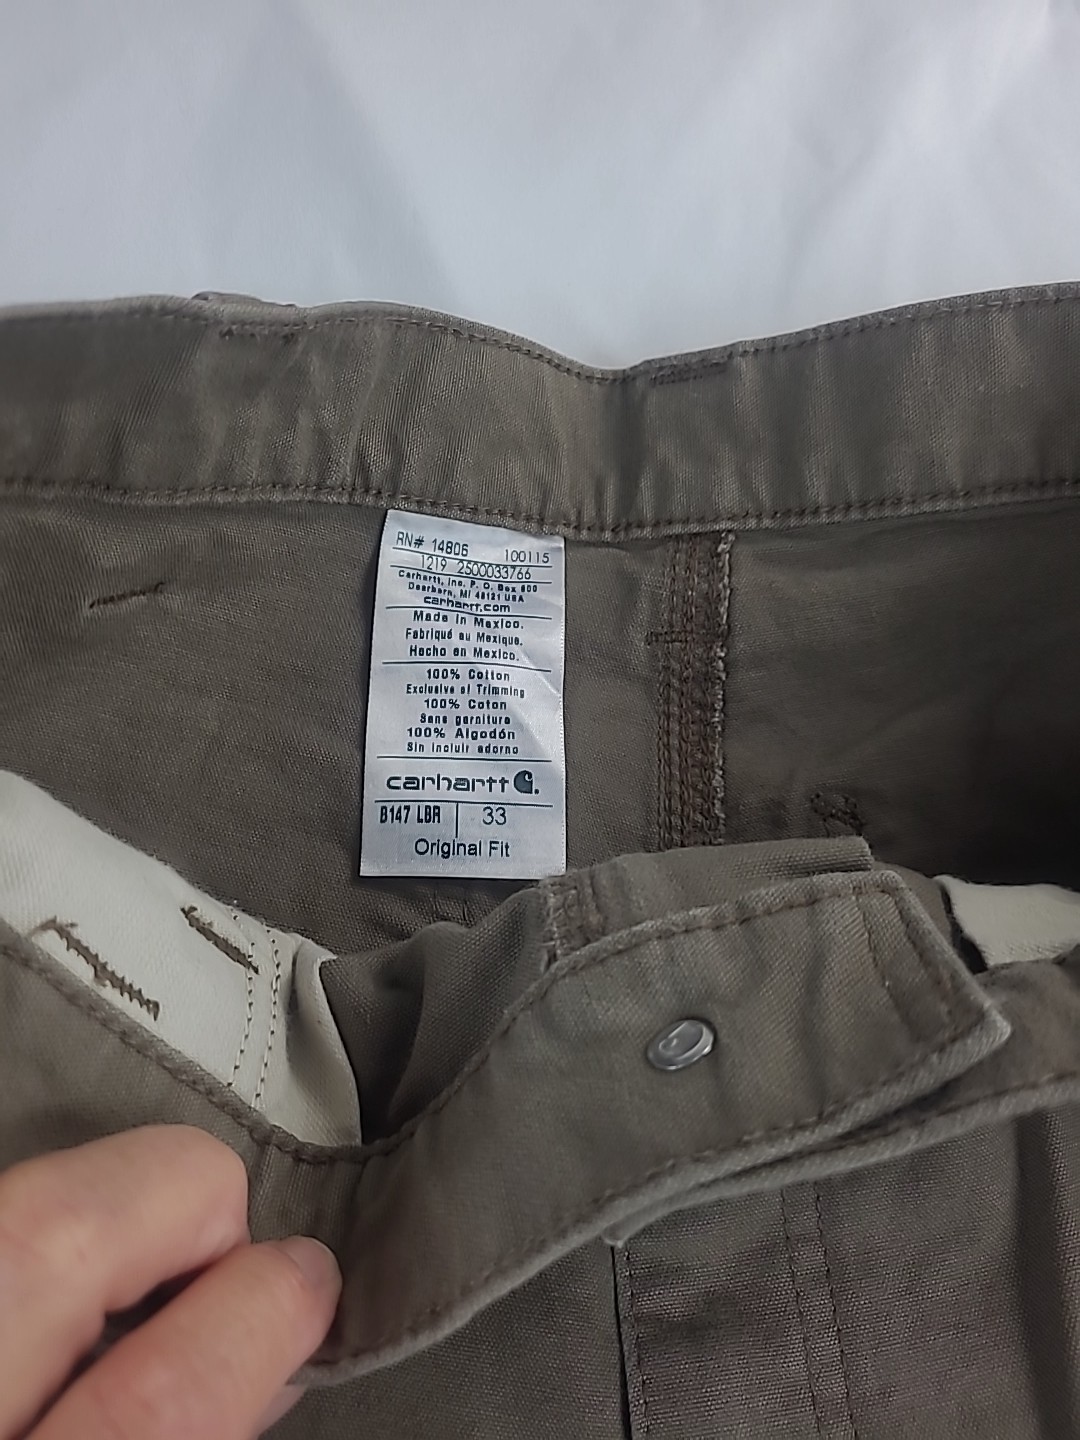 RN# 14806 100115
1219 2500033766
Carhartt, Inc. P. O. Box 600
Dearborn, MI 48121 USA
carhartt.com
Made in Mexico.
Fabriqué au Mexique.
Hecho en Mexico.
100% Cotton
Exclusive of Trimming
100% Coton
Sans garniture
100% Algodón
Sin incluir adorno
carhartt
B147 LBR 33
Original Fit